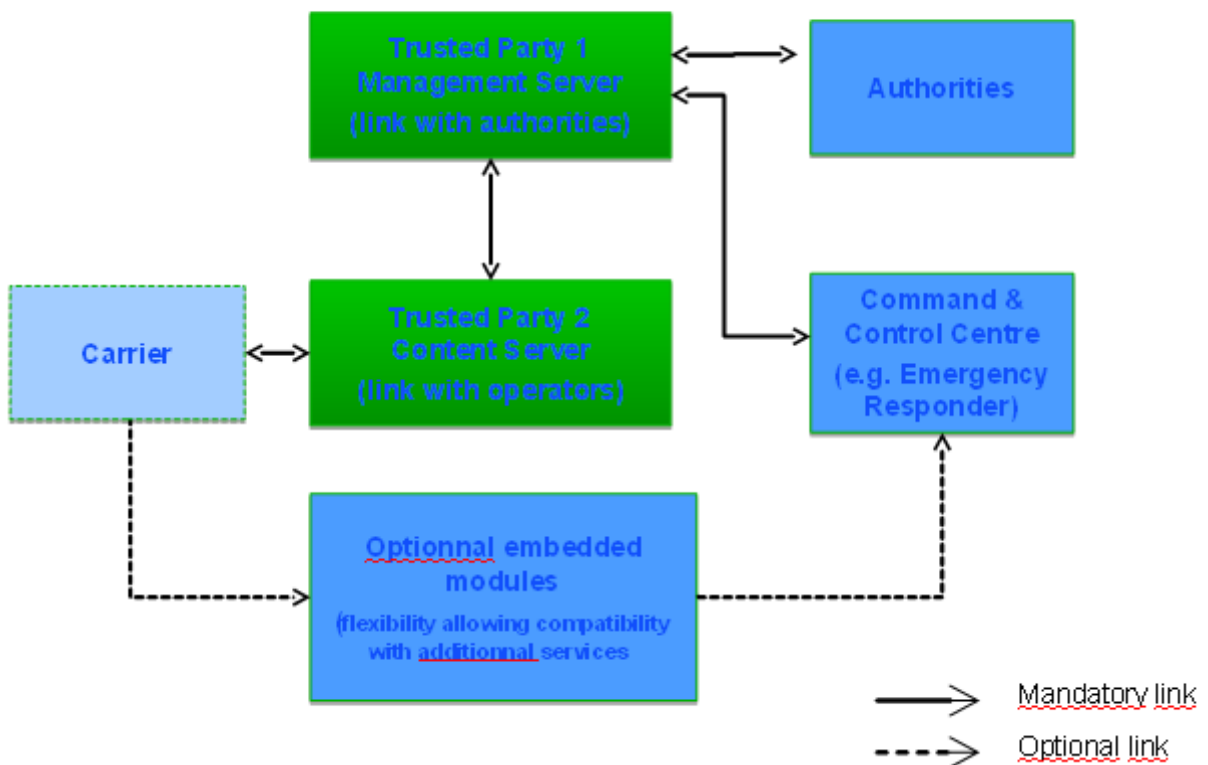 Trusted Party 1
Management Server
(link with authorities)
Authorities
Trusted Party 2
Content Server
(link with operators)
Carrier
Command &
Control Centre
(e.g. Emergency
Responder)
Optionnal embedded
modules
(flexibility allowing compatibility
with additionnal services
Mandatory link
Optional link